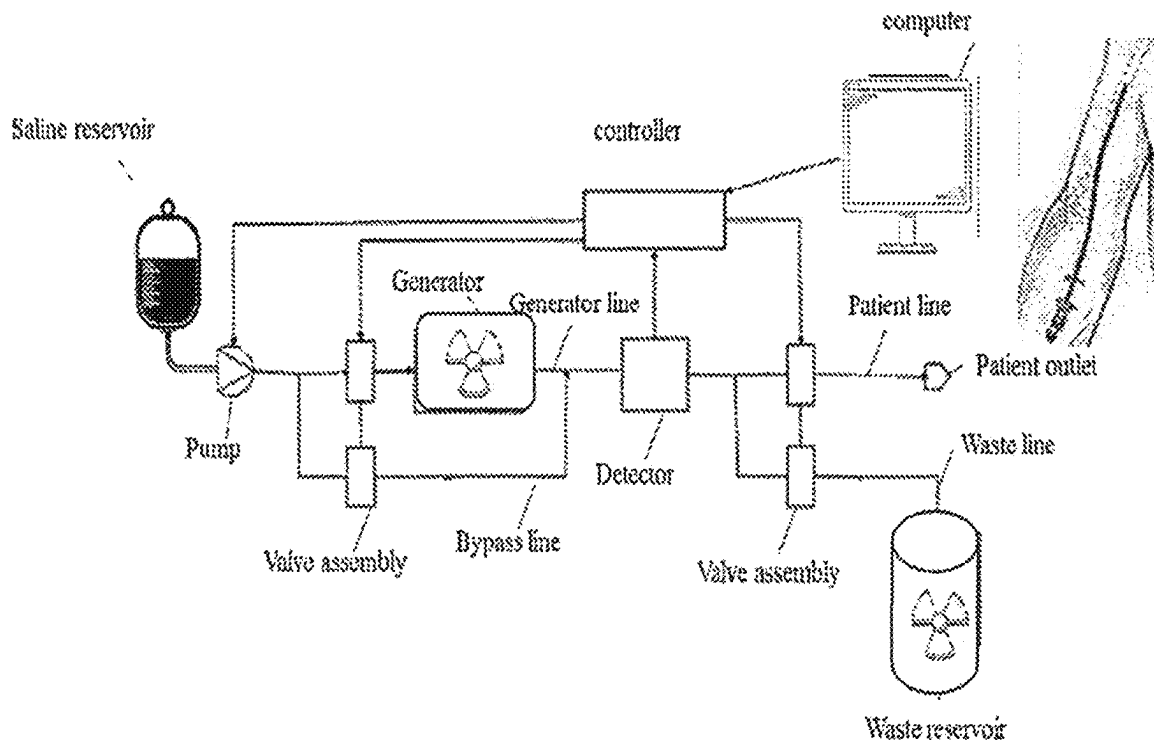 computer
Saline reservoir
controller
Generator
Generator line
Patient line
Patient outlet
Pump
Waste line
Detector
Bypass line
Valve assembly
Valve assembly
Waste reservoir